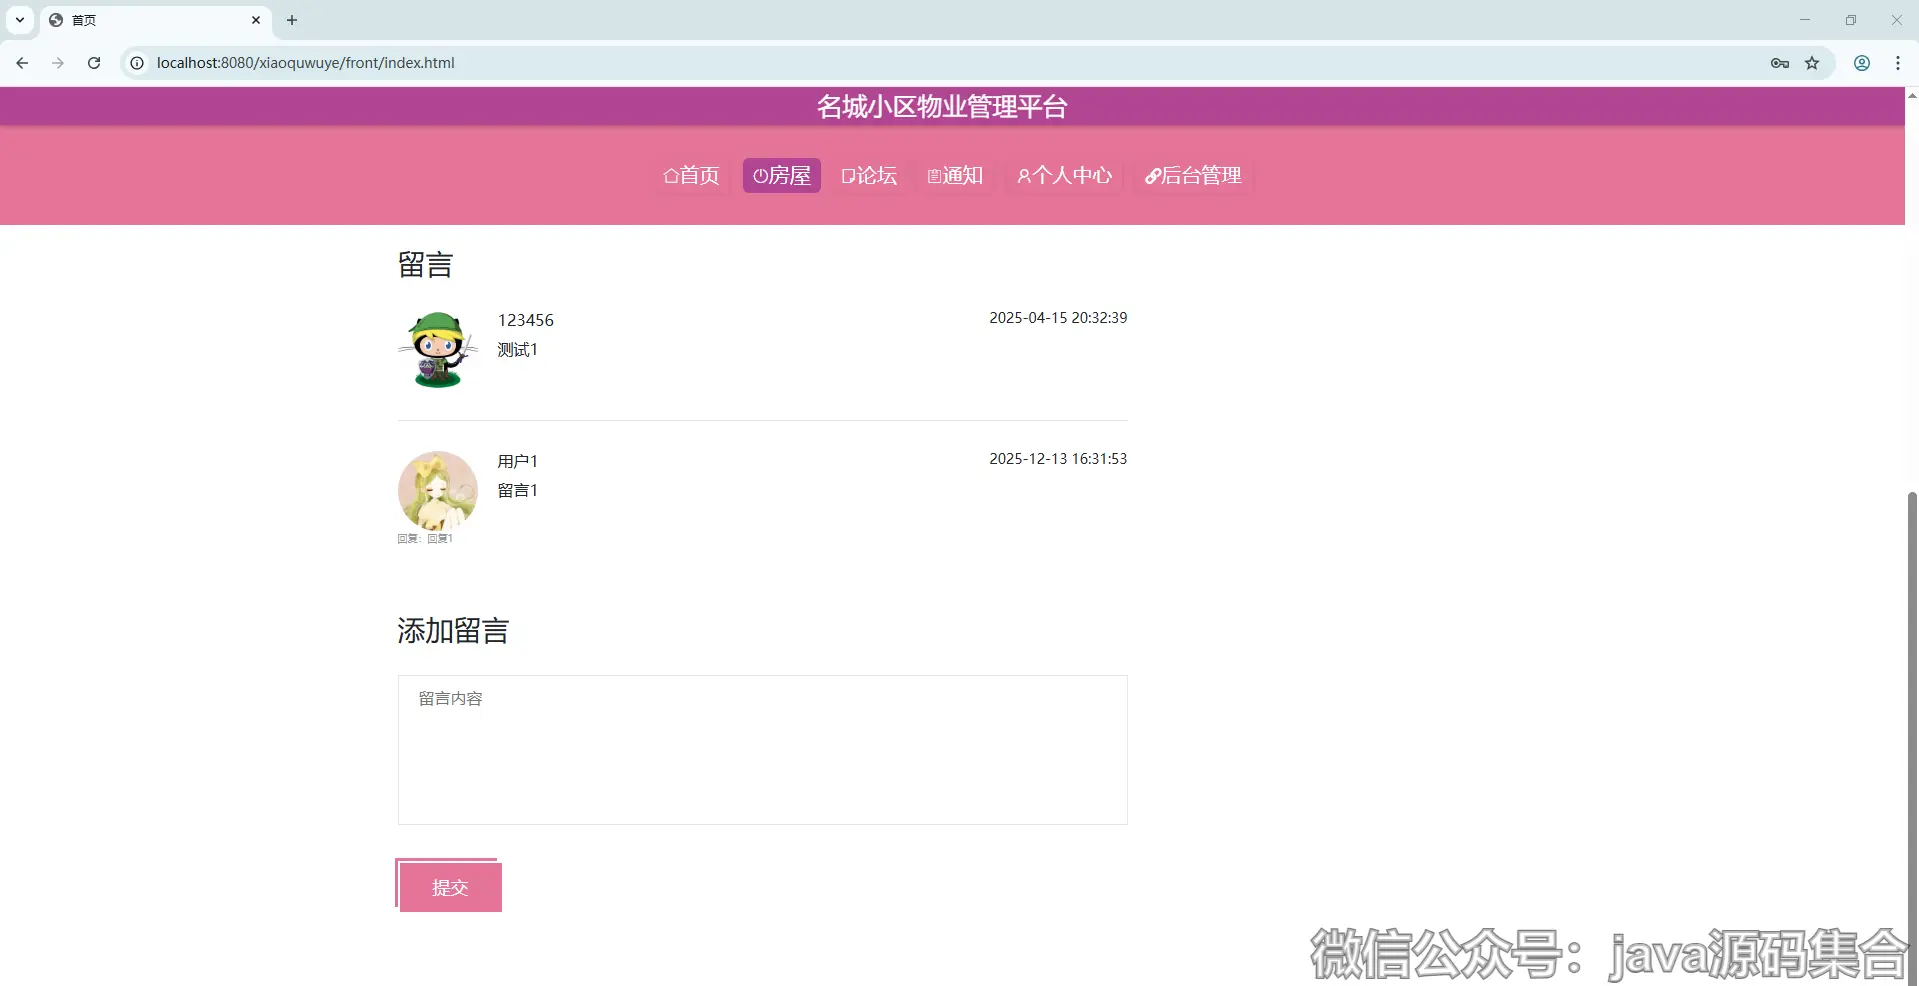 首页
localhost:8080/xiaoquwuye/front/index.html
名城小区物业管理平台
首页 房屋 论坛 通知 个人中心 后台管理
留言
123456 2025-04-15 20:32:39
测试1
用户1 2025-12-13 16:31:53
留言1
回复：回复1
添加留言
留言内容
提交
微信公众号：java源码集合